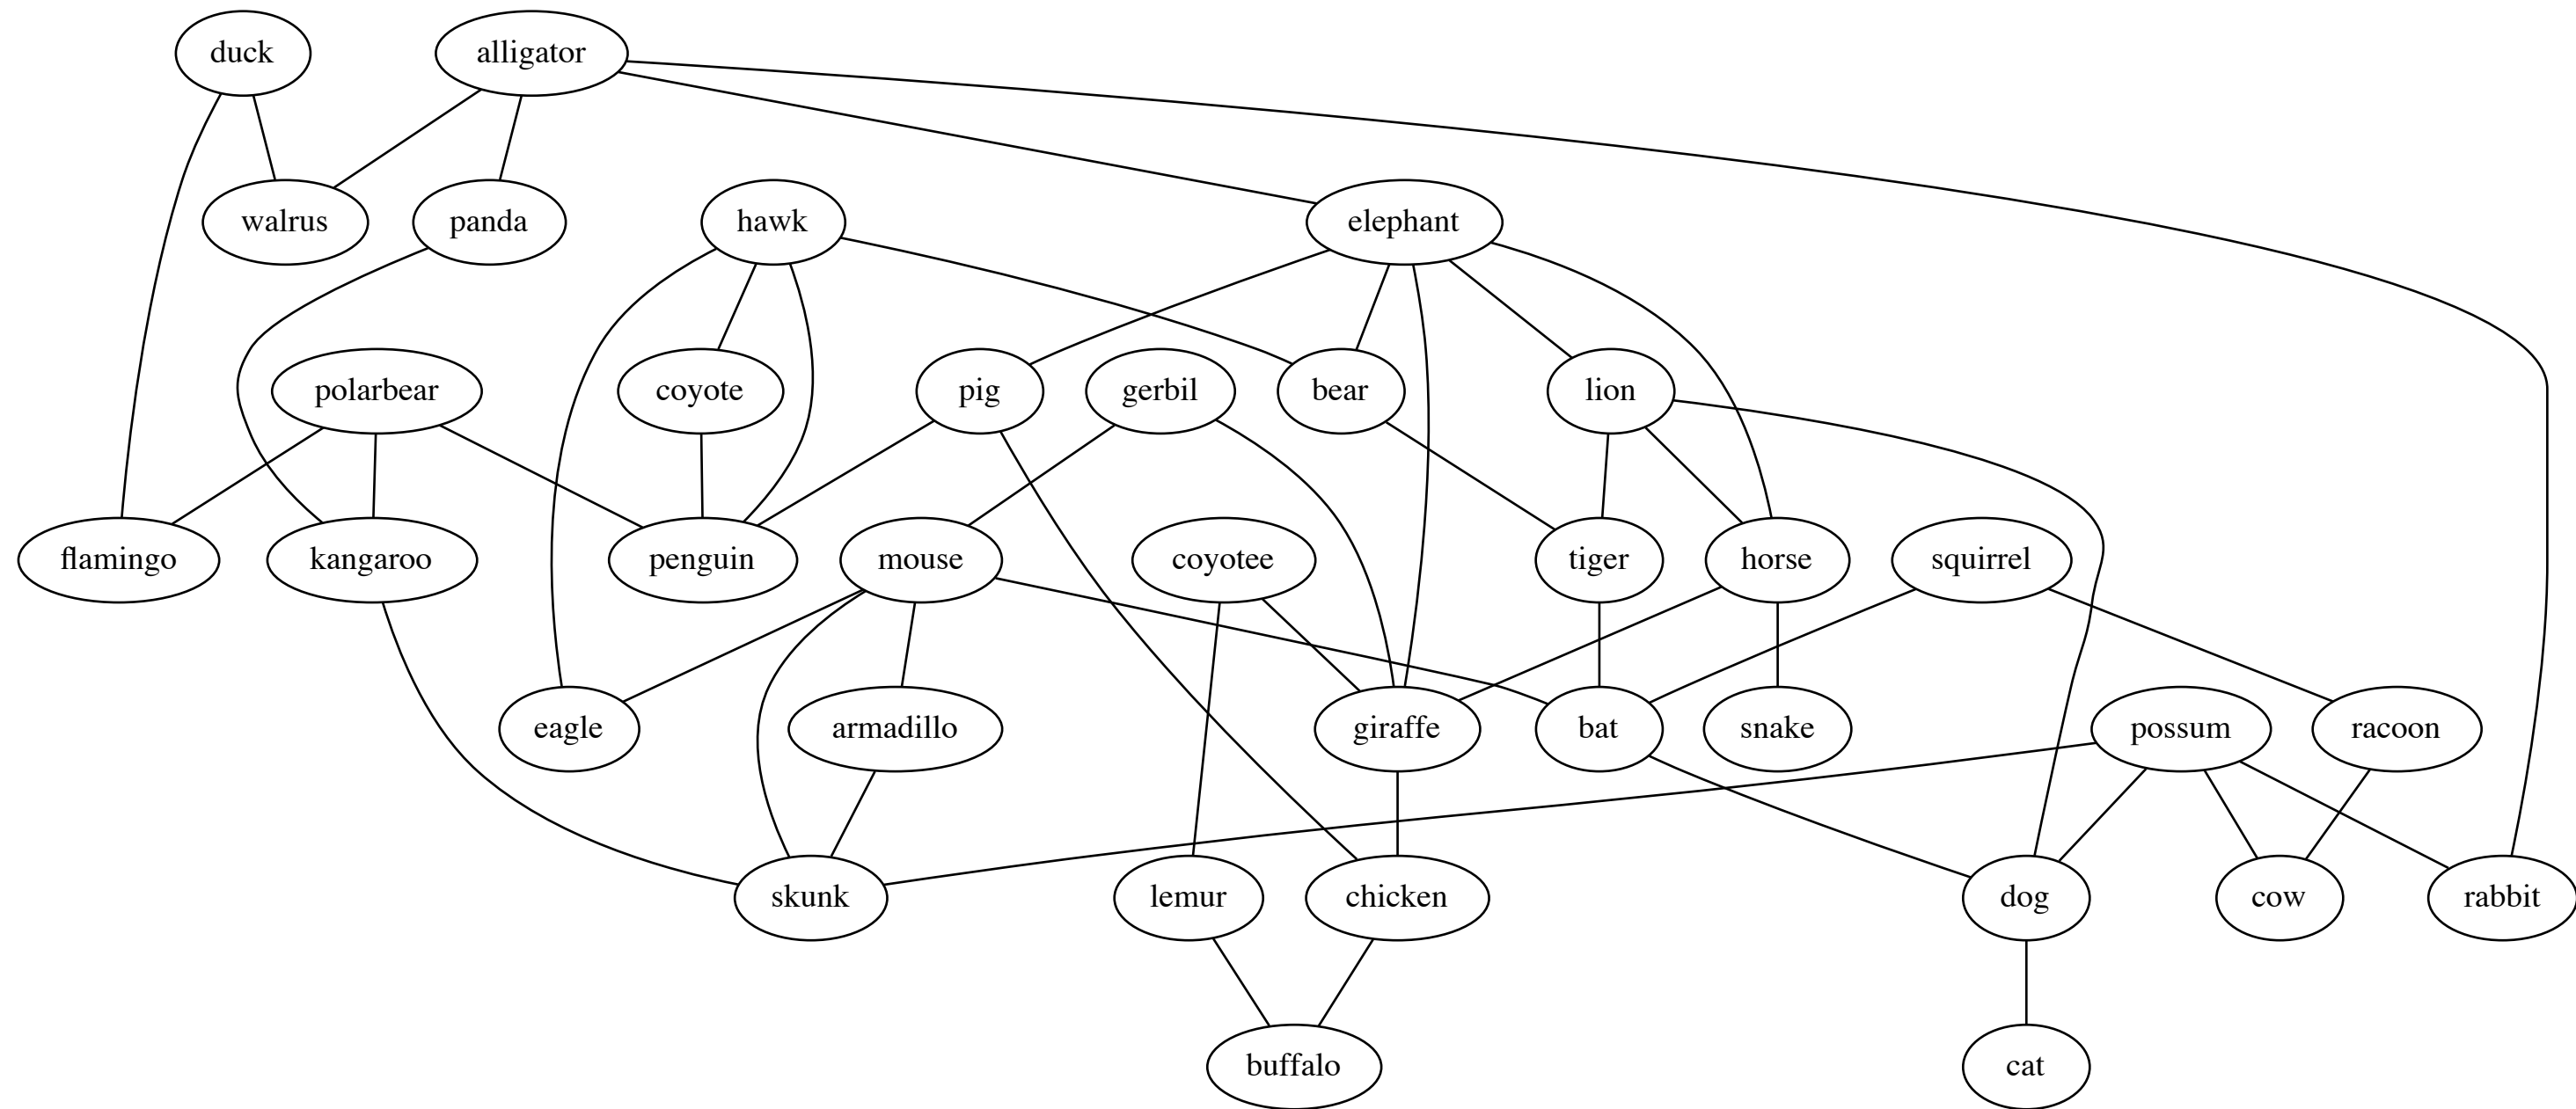 duck
alligator
walrus
panda
hawk
elephant
polarbear
coyote
pig
gerbil
bear
lion
flamingo
kangaroo
penguin
mouse
coyotee
tiger
horse
squirrel
eagle
armadillo
giraffe
bat
snake
possum
racoon
skunk
lemur
chicken
dog
cow
rabbit
buffalo
cat